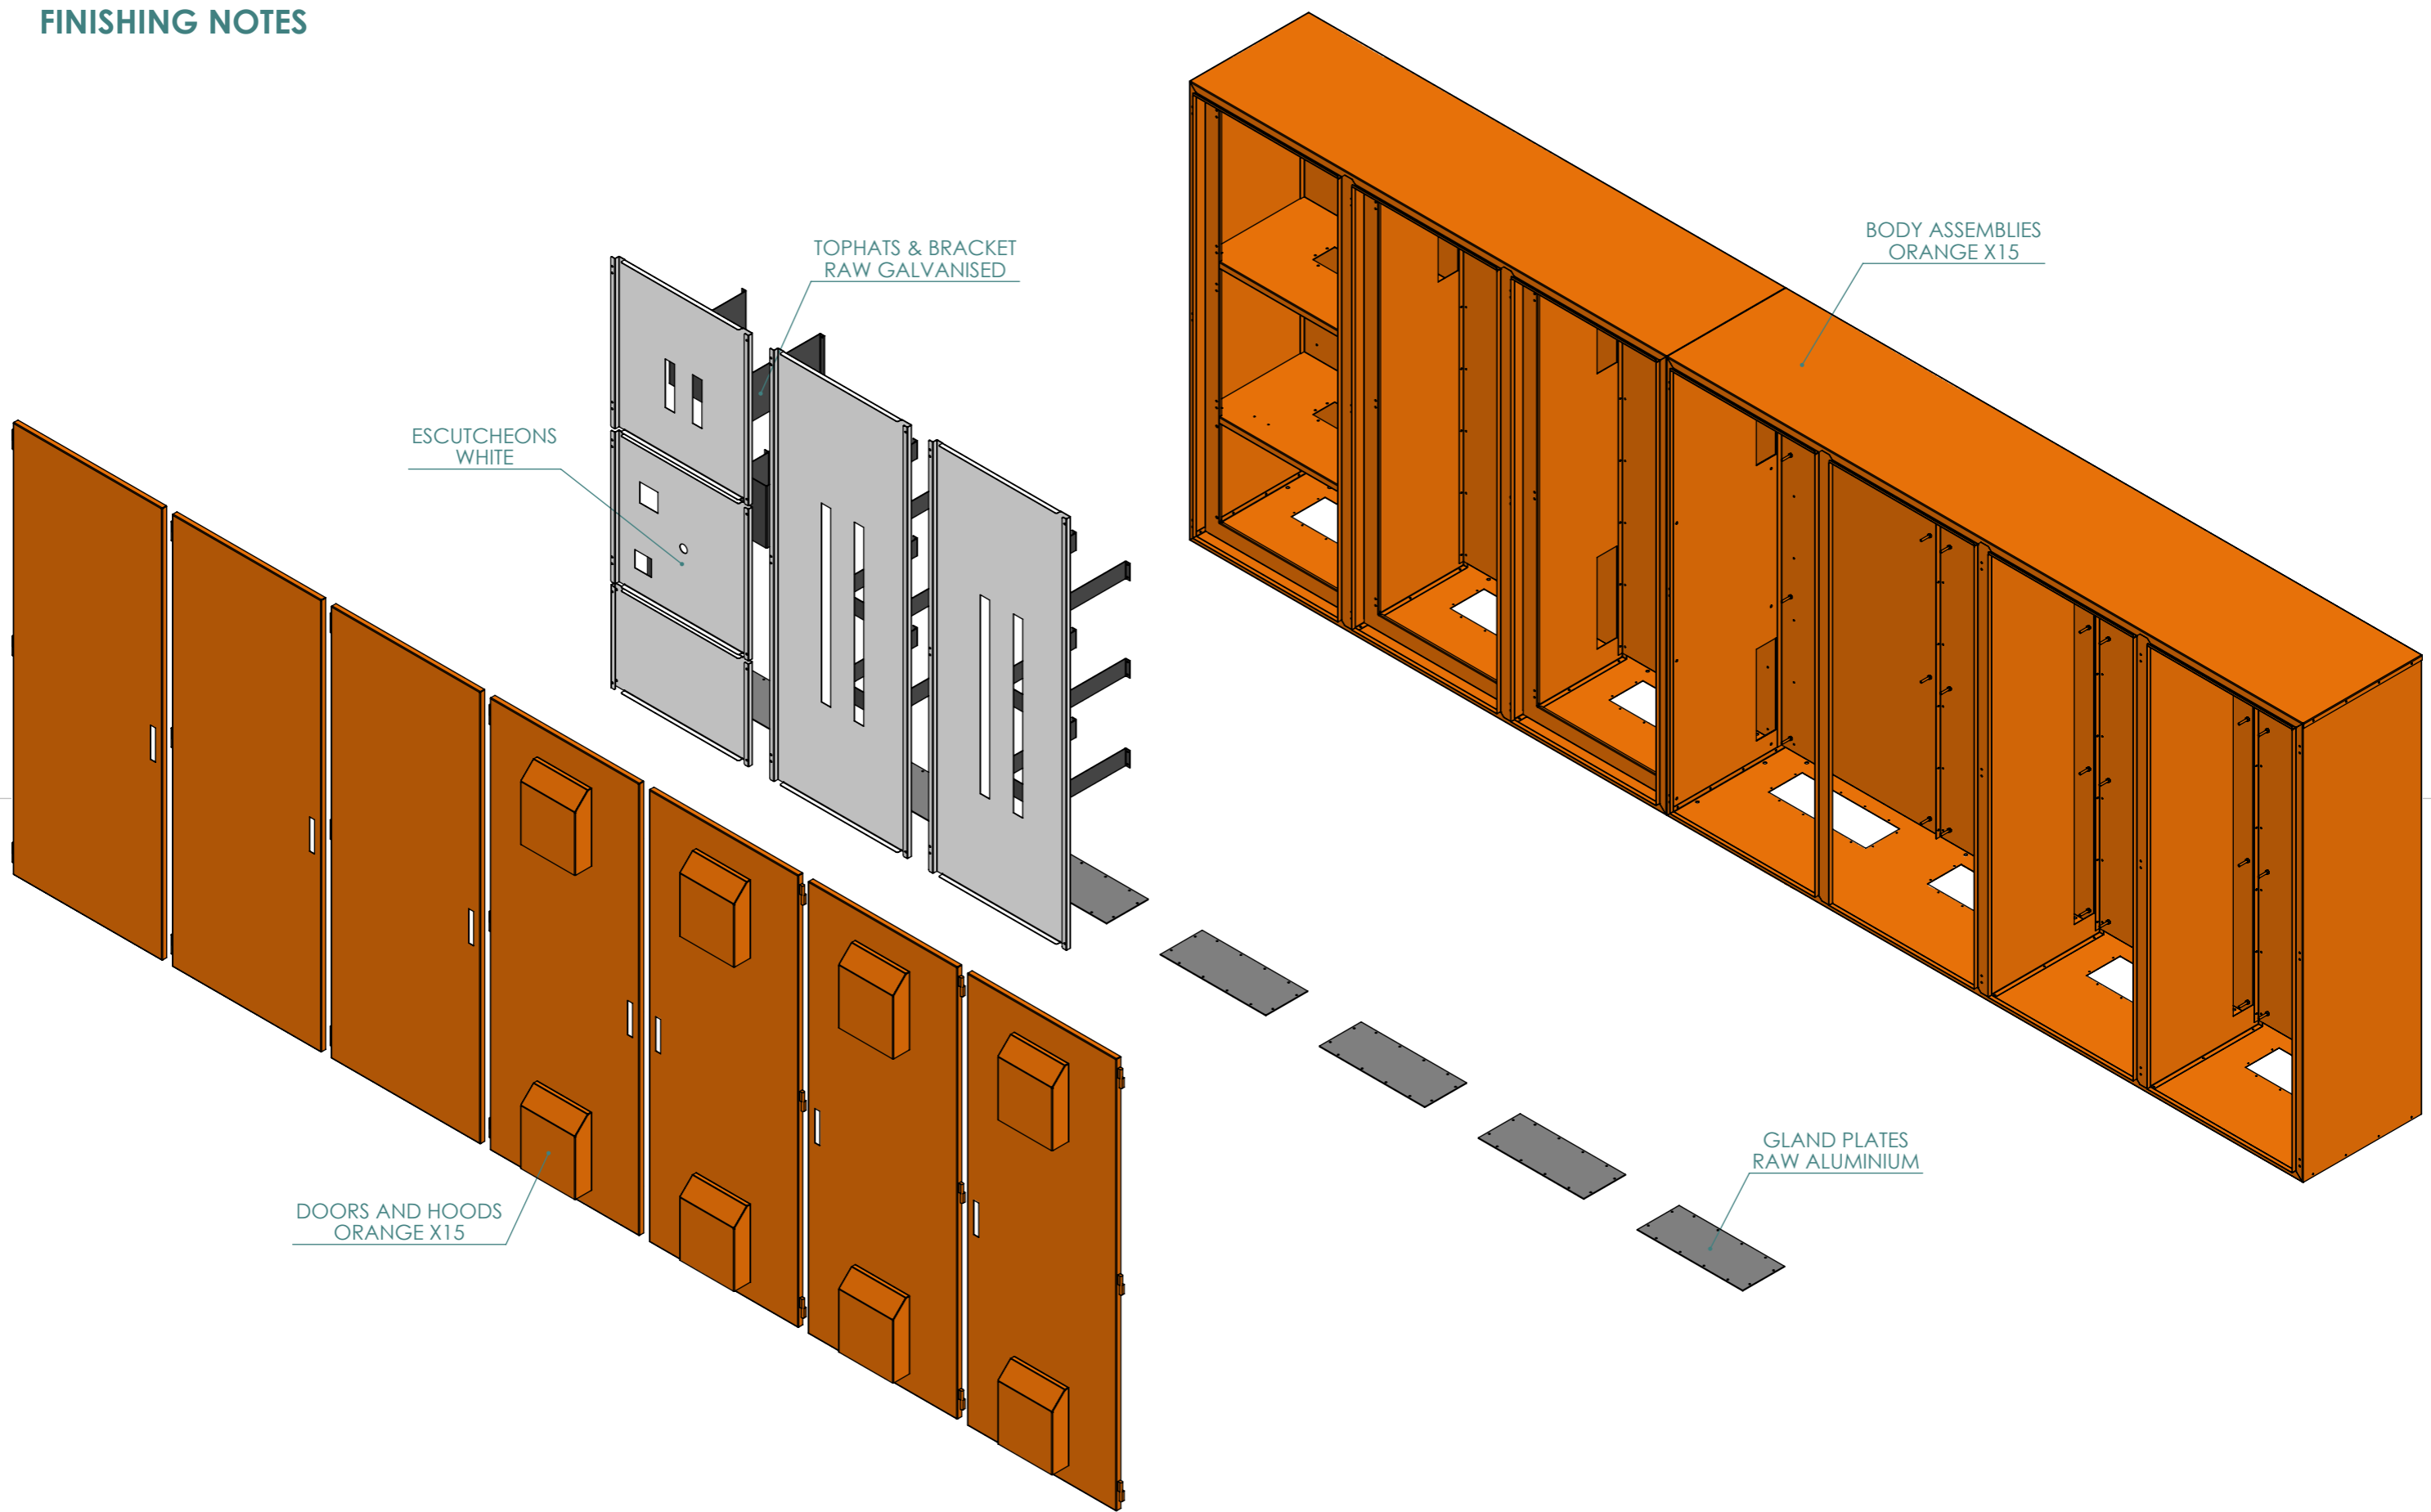 FINISHING NOTES
BODY ASSEMBLIES
ORANGE X15
TOPHATS & BRACKET
RAW GALVANISED
ESCUTCHEONS
WHITE
GLAND PLATES
RAW ALUMINIUM
DOORS AND HOODS
ORANGE X15